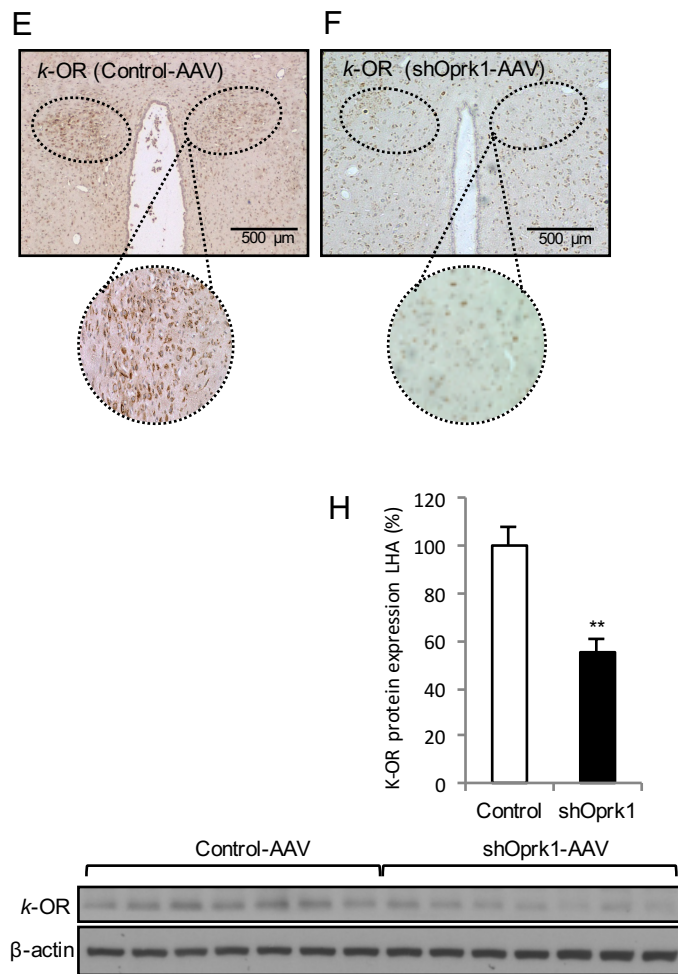 E
k-OR (Control-AAV)
500 µm
F
k-OR (shOprk1-AAV)
500 µm
H
K-OR protein expression LHA (%)
120
100
80
60
40
20
0
**
Control
shOprk1
Control-AAV
shOprk1-AAV
k-OR
β-actin